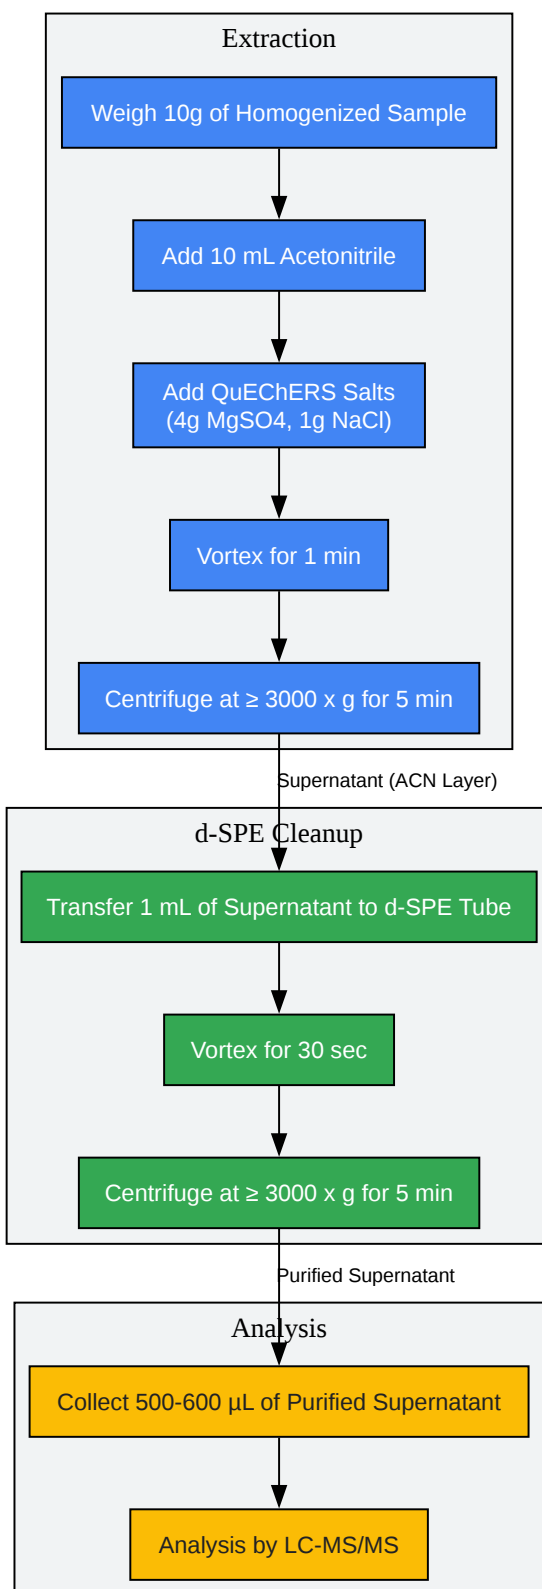 Extraction
Weigh 10g of Homogenized Sample
Add 10 mL Acetonitrile
Add QuEChERS Salts
(4g MgSO4, 1g NaCl)
Vortex for 1 min
Centrifuge at ≥ 3000 x g for 5 min
Supernatant (ACN Layer)
d-SPE Cleanup
Transfer 1 mL of Supernatant to d-SPE Tube
Vortex for 30 sec
Centrifuge at ≥ 3000 x g for 5 min
Purified Supernatant
Analysis
Collect 500-600 µL of Purified Supernatant
Analysis by LC-MS/MS